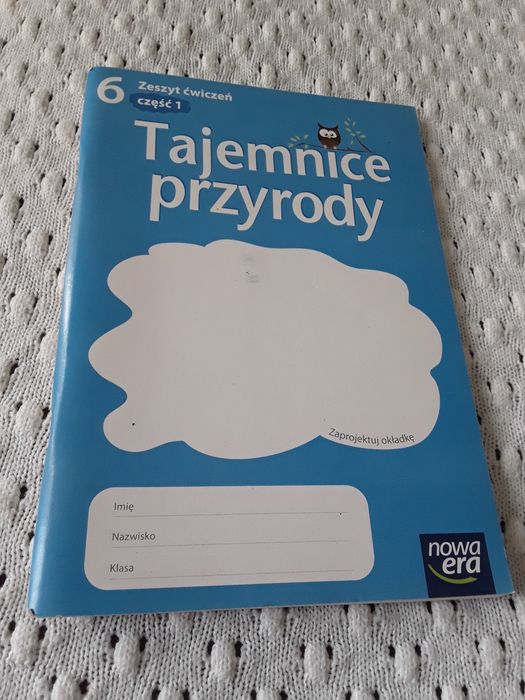 6 Zeszyt ćwiczeń
część 1
Tajemnice
przyrody
Zaprojektuj okładkę
Imię
Nazwisko
Klasa
nowa
era